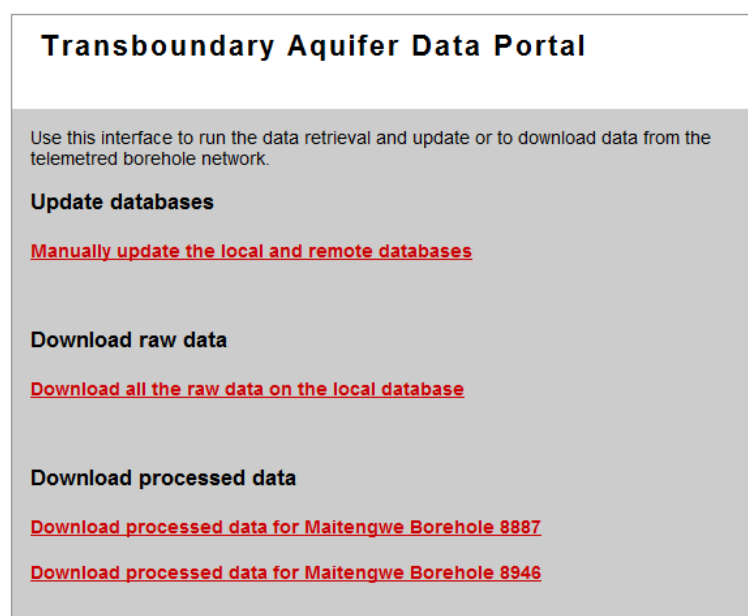 Transboundary Aquifer Data Portal
Use this interface to run the data retrieval and update or to download data from the
telemetred borehole network.
Update databases
Manually update the local and remote databases
Download raw data
Download all the raw data on the local database
Download processed data
Download processed data for Maitengwe Borehole 8887
Download processed data for Maitengwe Borehole 8946